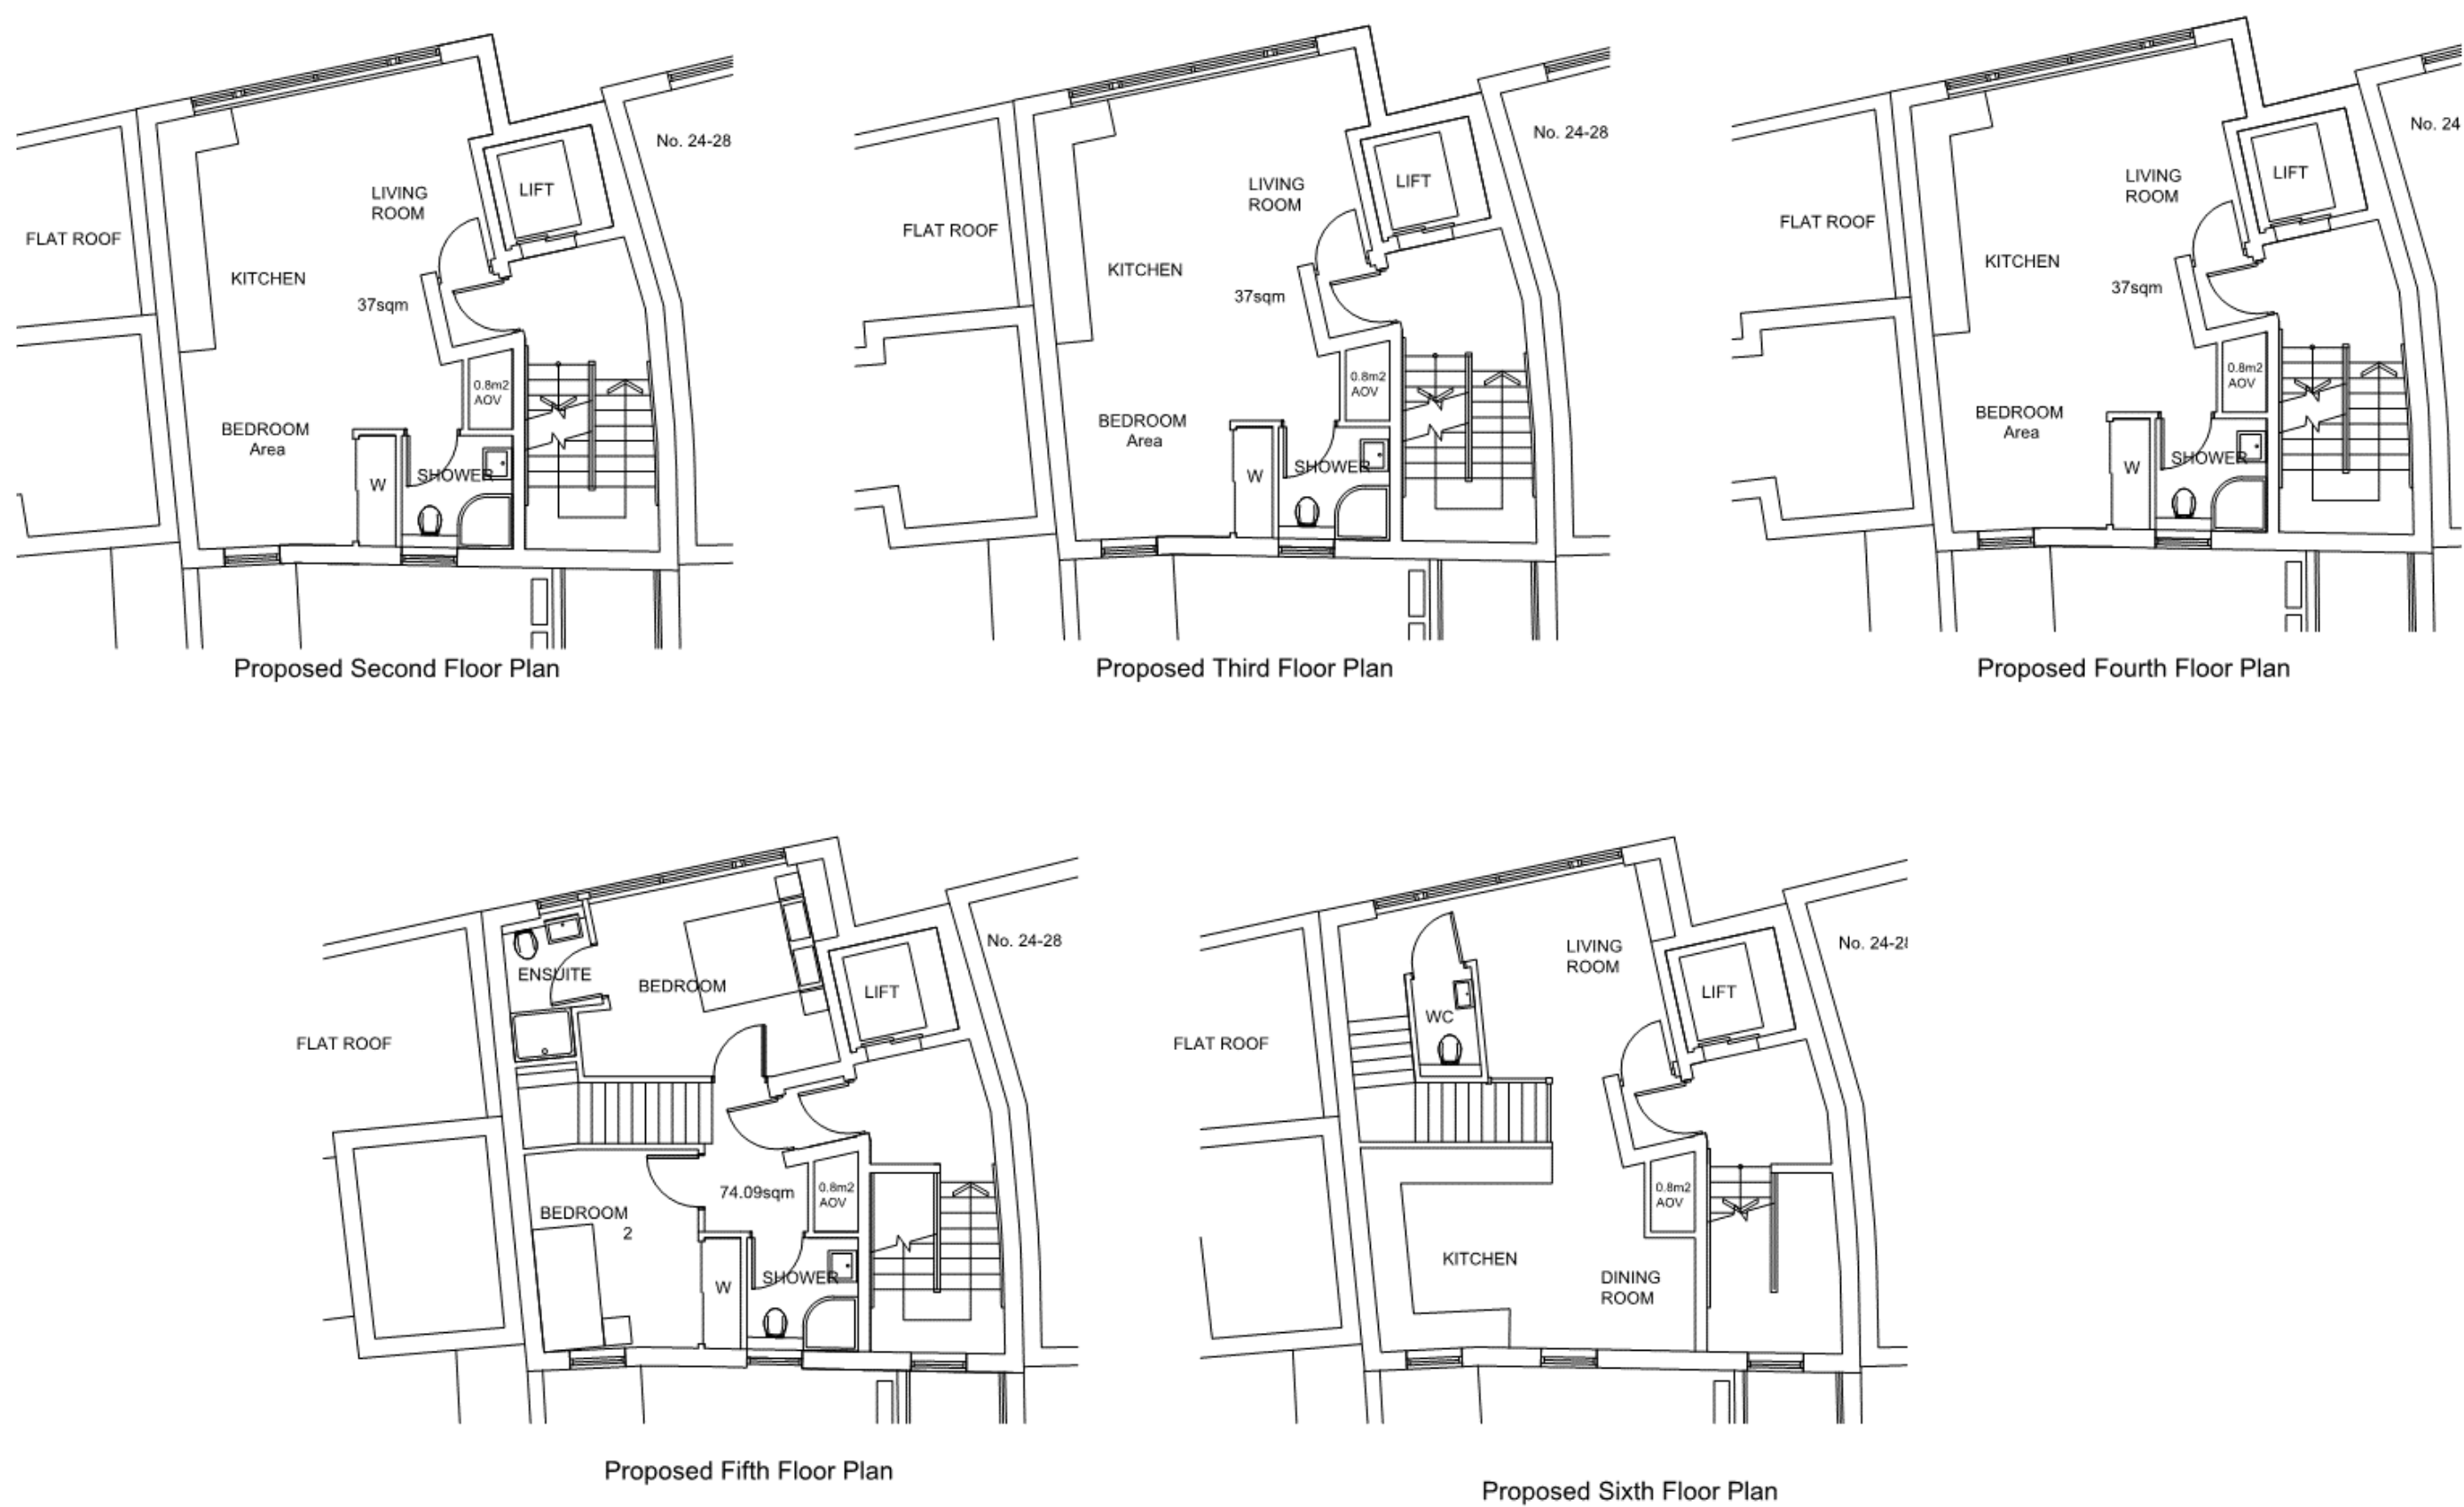 No. 24-28
LIFT
LIVING
ROOM
FLAT ROOF
KITCHEN
37sqm
0.8m2
AOV
BEDROOM
Area
SHOWER
W
Proposed Second Floor Plan
No. 24-28
LIFT
LIVING
ROOM
FLAT ROOF
KITCHEN
37sqm
0.8m2
AOV
BEDROOM
Area
SHOWER
W
Proposed Third Floor Plan
No. 24
LIFT
LIVING
ROOM
FLAT ROOF
KITCHEN
37sqm
0.8m2
AOV
BEDROOM
Area
SHOWER
W
Proposed Fourth Floor Plan
No. 24-28
ENSUITE
BEDROOM
LIFT
FLAT ROOF
74.09sqm
0.8m2
AOV
BEDROOM
2
SHOWER
W
Proposed Fifth Floor Plan
No. 24-28
LIVING
ROOM
LIFT
WC
FLAT ROOF
0.8m2
AOV
KITCHEN
DINING
ROOM
Proposed Sixth Floor Plan